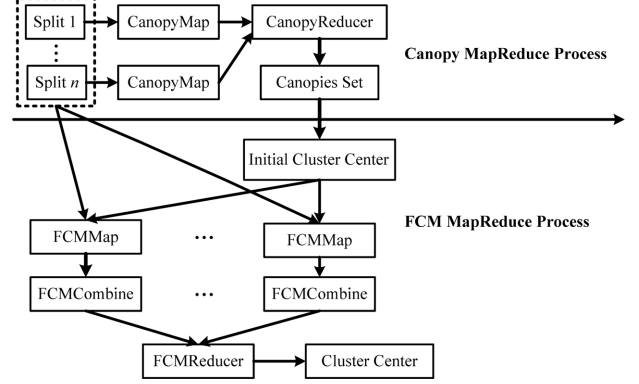 Split 1
CanopyMap
CanopyReducer
⋮
Canopy MapReduce Process
Split n
CanopyMap
Canopies Set
Initial Cluster Center
FCM MapReduce Process
FCMMap
...
FCMMap
FCMCombine
...
FCMCombine
FCMReducer
Cluster Center